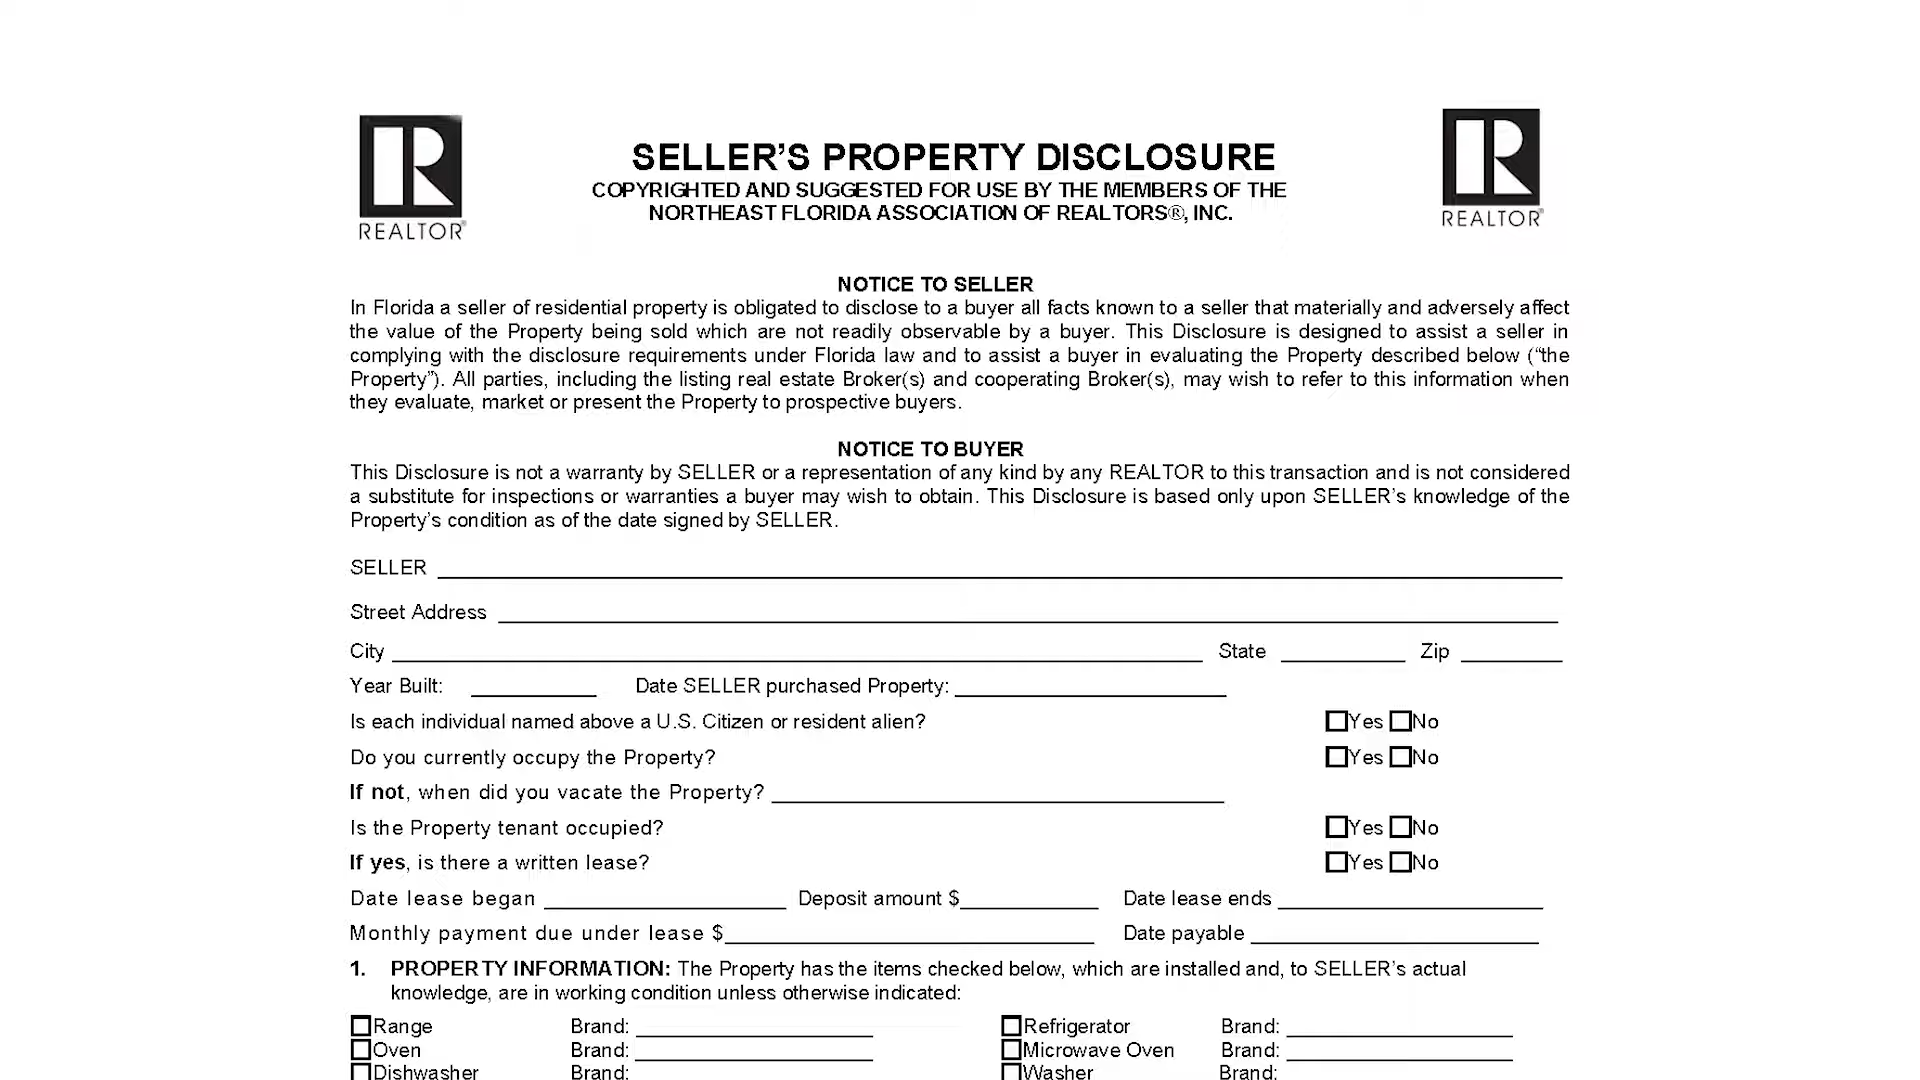 SELLER'S PROPERTY DISCLOSURE
COPYRIGHTED AND SUGGESTED FOR USE BY THE MEMBERS OF THE
NORTHEAST FLORIDA ASSOCIATION OF REALTORS®, INC.
REALTOR®
REALTOR®
NOTICE TO SELLER
In Florida a seller of residential property is obligated to disclose to a buyer all facts known to a seller that materially and adversely affect
the value of the Property being sold which are not readily observable by a buyer. This Disclosure is designed to assist a seller in
complying with the disclosure requirements under Florida law and to assist a buyer in evaluating the Property described below (“the
Property”). All parties, including the listing real estate Broker(s) and cooperating Broker(s), may wish to refer to this information when
they evaluate, market or present the Property to prospective buyers.
NOTICE TO BUYER
This Disclosure is not a warranty by SELLER or a representation of any kind by any REALTOR to this transaction and is not considered
a substitute for inspections or warranties a buyer may wish to obtain. This Disclosure is based only upon SELLER's knowledge of the
Property's condition as of the date signed by SELLER.
SELLER
Street Address
City State Zip
Year Built: Date SELLER purchased Property:
Is each individual named above a U.S. Citizen or resident alien? Yes No
Do you currently occupy the Property? Yes No
If not, when did you vacate the Property?
Is the Property tenant occupied? Yes No
If yes, is there a written lease? Yes No
Date lease began Deposit amount $ Date lease ends
Monthly payment due under lease $ Date payable
1. PROPERTY INFORMATION: The Property has the items checked below, which are installed and, to SELLER's actual
knowledge, are in working condition unless otherwise indicated:
Range Brand: Refrigerator Brand:
Oven Brand: Microwave Oven Brand:
Dishwasher Brand: Washer Brand: